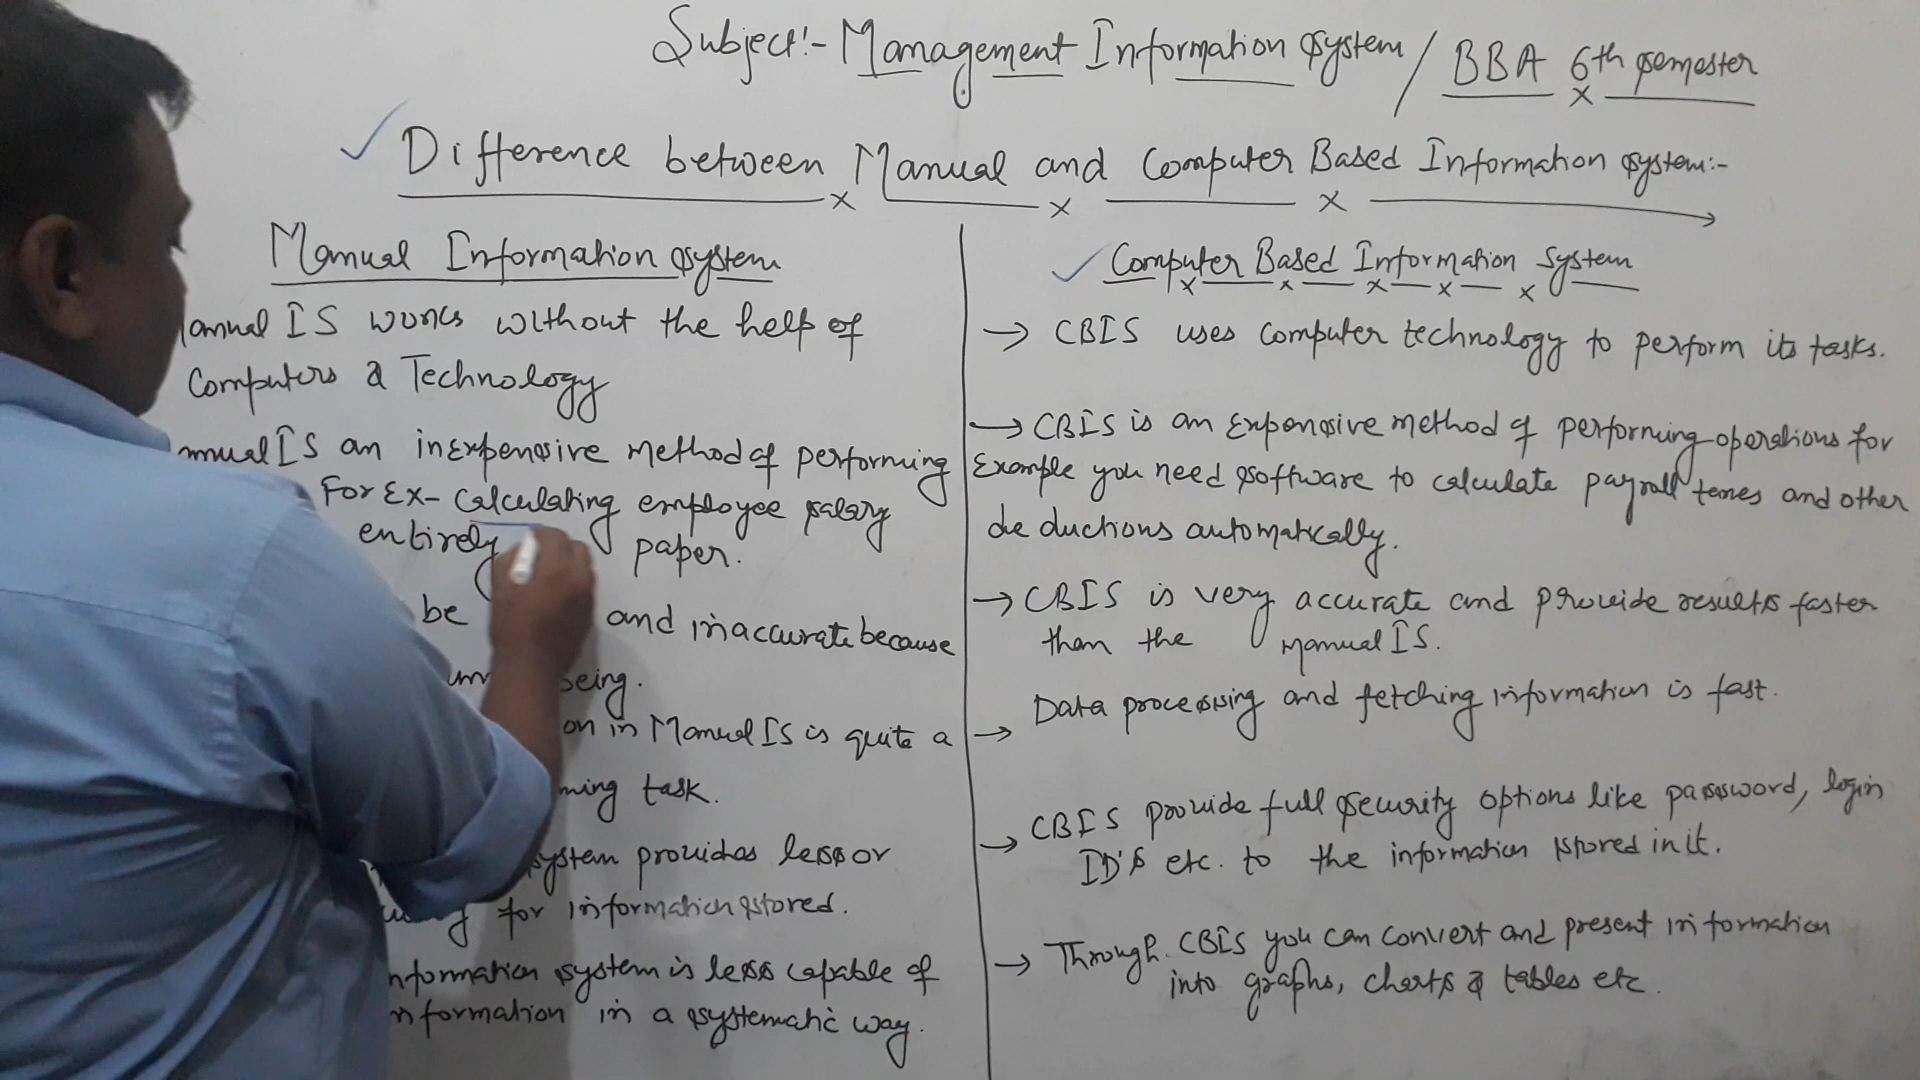 Subject:- Management Information System / BBA 6th semester
Difference between Manual and Computer Based Information System:-
Manual Information System
Manual IS works without the help of
Computers & Technology
IS an inexpensive method of performing
For Ex- Calculating employee salary
entirely paper.
be and inaccurate because
being.
in Manual IS is quite a
task.
system provides less or
for information stored.
information system is less capable of
information in a systematic way.
Computer Based Information System
→ CBIS uses computer technology to perform its tasks.
→ CBIS is an Expensive method of performing operations for
Example you need software to calculate payroll taxes and other
deductions automatically.
→ CBIS is very accurate and provide results faster
than the Manual IS.
→ Data processing and fetching information is fast.
→ CBIS provide full security options like password, login
ID's etc. to the information stored in it.
→ Through CBIS you can convert and present information
into graphs, charts & tables etc.